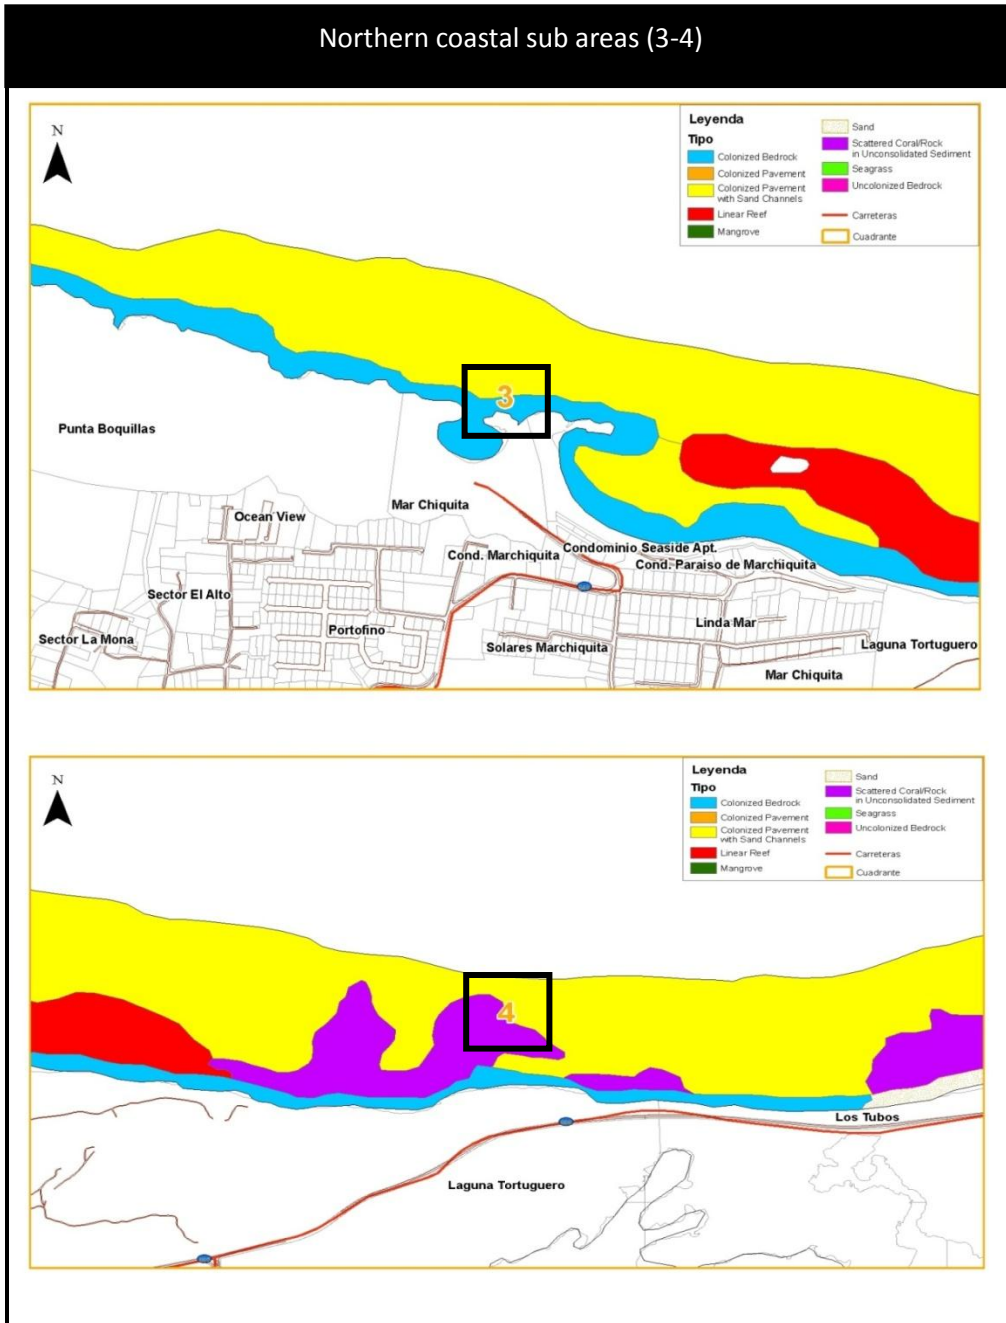 Northern coastal sub areas (3-4)
N
Leyenda
Tipo
Colonized Bedrock
Colonized Pavement
Colonized Pavement
with Sand Channels
Linear Reef
Mangrove
Sand
Scattered Coral/Rock
in Unconsolidated Sediment
Seagrass
Uncolonized Bedrock
Carreteras
Cuadrante
3
Punta Boquillas
Mar Chiquita
Ocean View
Cond. Marchiquita
Condominio Seaside Apt.
Cond. Paraiso de Marchiquita
Sector El Alto
Portofino
Linda Mar
Sector La Mona
Solares Marchiquita
Laguna Tortuguero
Mar Chiquita
N
Leyenda
Tipo
Colonized Bedrock
Colonized Pavement
Colonized Pavement
with Sand Channels
Linear Reef
Mangrove
Sand
Scattered Coral/Rock
in Unconsolidated Sediment
Seagrass
Uncolonized Bedrock
Carreteras
Cuadrante
4
Los Tubos
Laguna Tortuguero